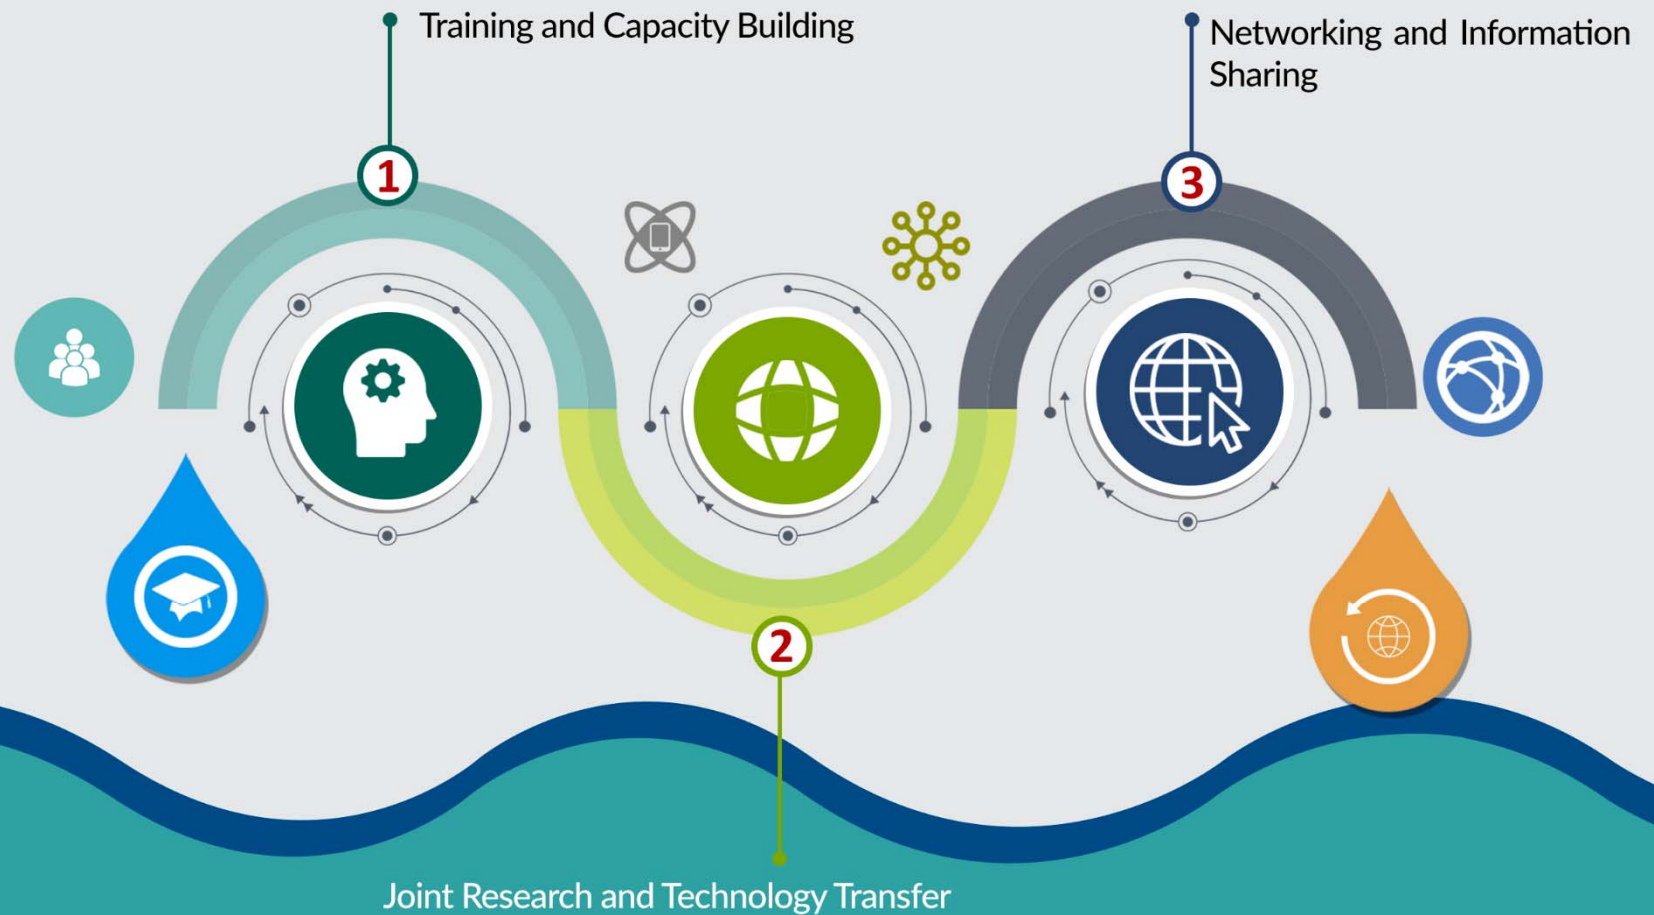 Training and Capacity Building
1
Joint Research and Technology Transfer
2
Networking and Information
Sharing
3